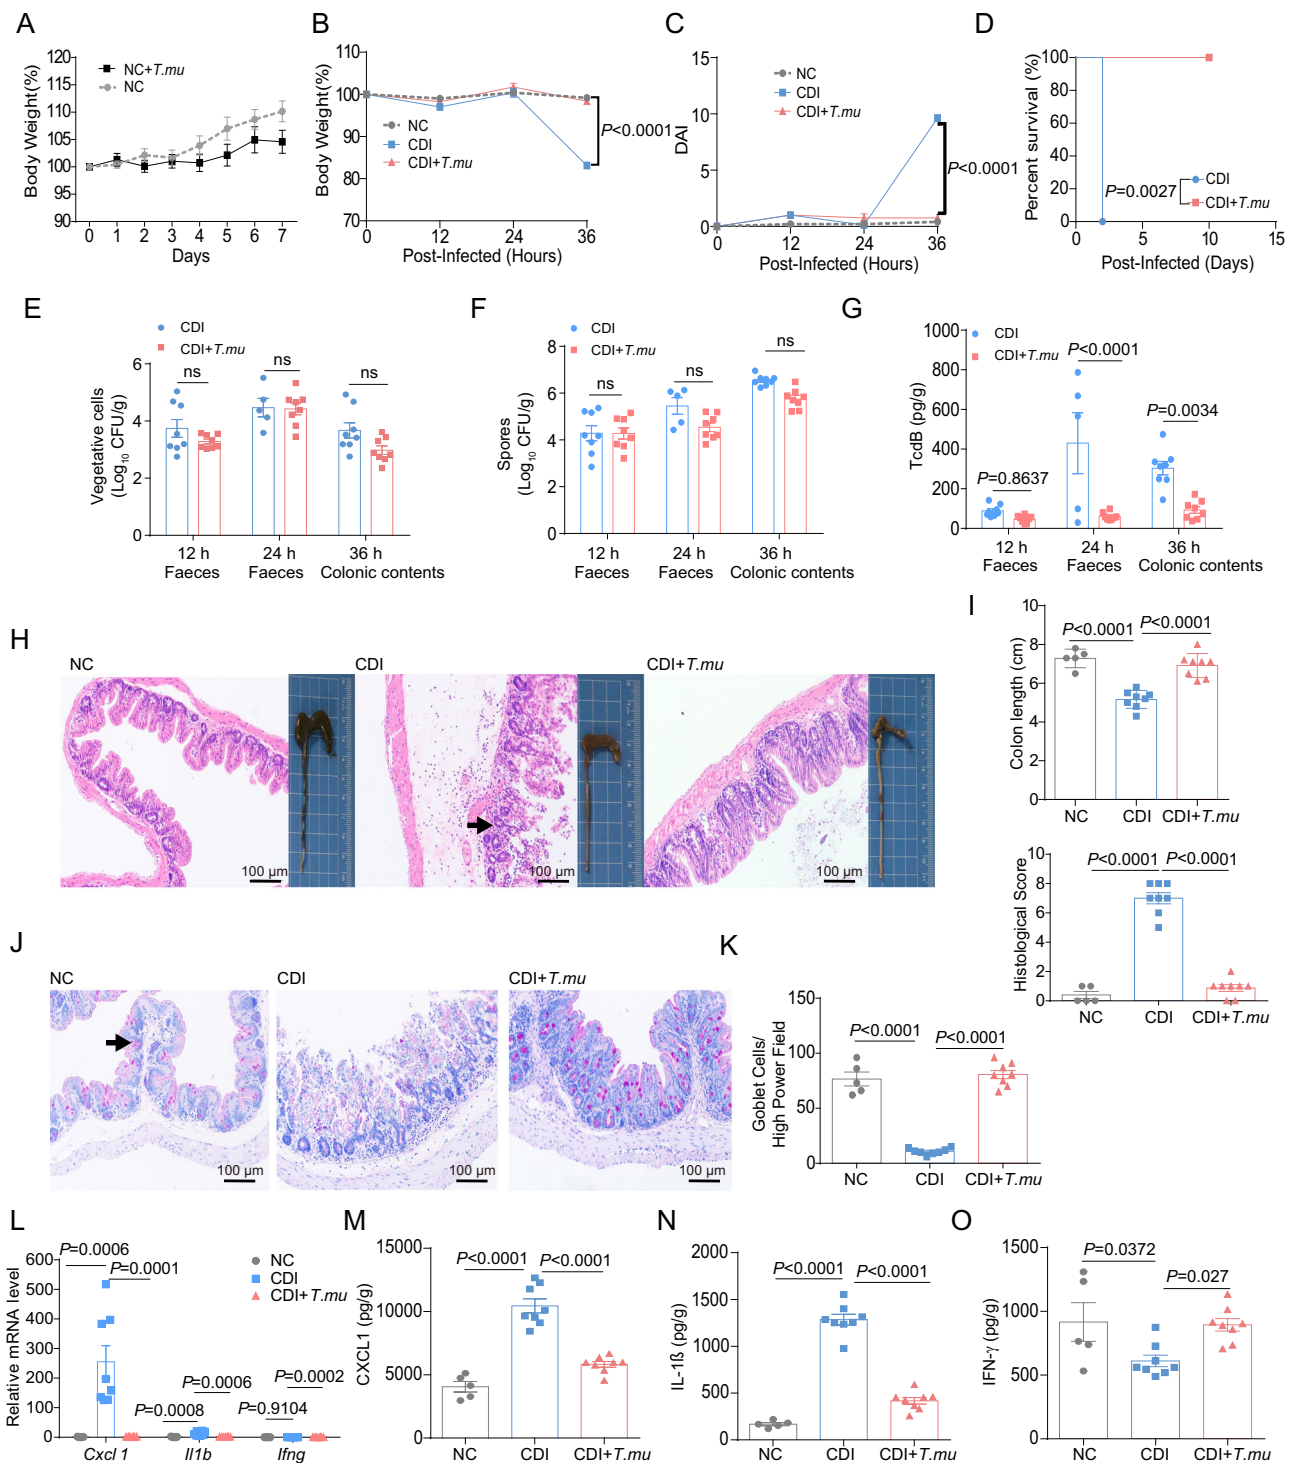 A
Body Weight(%)
120
115
110
105
100
95
90
NC+T.mu
NC
0 1 2 3 4 5 6 7
Days
B
Body Weight(%)
110
100
90
80
70
NC
CDI
CDI+T.mu
P<0.0001
0 12 24 36
Post-Infected (Hours)
C
DAI
15
10
5
0
NC
CDI
CDI+T.mu
P<0.0001
0 12 24 36
Post-Infected (Hours)
D
Percent survival (%)
100
80
60
40
20
0
P=0.0027
CDI
CDI+T.mu
0 5 10 15
Post-Infected (Days)
E
CDI
CDI+T.mu
Vegetative cells
(Log10 CFU/g)
6
4
2
0
ns ns ns
12 h 24 h 36 h
Faeces Faeces Colonic contents
F
CDI
CDI+T.mu
Spores
(Log10 CFU/g)
8
6
4
2
0
ns ns ns
12 h 24 h 36 h
Faeces Faeces Colonic contents
G
CDI
CDI+T.mu
TcdB (pg/g)
1000
800
600
400
200
0
P=0.8637
P<0.0001
P=0.0034
12 h 24 h 36 h
Faeces Faeces Colonic contents
H
NC CDI CDI+T.mu
100 µm 100 µm 100 µm
I
Colon length (cm)
10
8
6
4
2
0
P<0.0001 P<0.0001
NC CDI CDI+T.mu
Histological Score
10
8
6
4
2
0
P<0.0001 P<0.0001
NC CDI CDI+T.mu
J
NC CDI CDI+T.mu
100 µm 100 µm 100 µm
K
Goblet Cells/
High Power Field
150
100
50
0
P<0.0001 P<0.0001
NC CDI CDI+T.mu
L
Relative mRNA level
600
500
400
300
200
100
0
P=0.0006
P=0.0001
P=0.0008
P=0.0006
P=0.9104
P=0.0002
NC
CDI
CDI+T.mu
Cxcl 1 Il1b Ifng
M
CXCL1 (pg/g)
15000
10000
5000
0
P<0.0001 P<0.0001
NC CDI CDI+T.mu
N
IL-1ß (pg/g)
2000
1500
1000
500
0
P<0.0001 P<0.0001
NC CDI CDI+T.mu
O
IFN-γ (pg/g)
1500
1000
500
0
P=0.0372
P=0.027
NC CDI CDI+T.mu